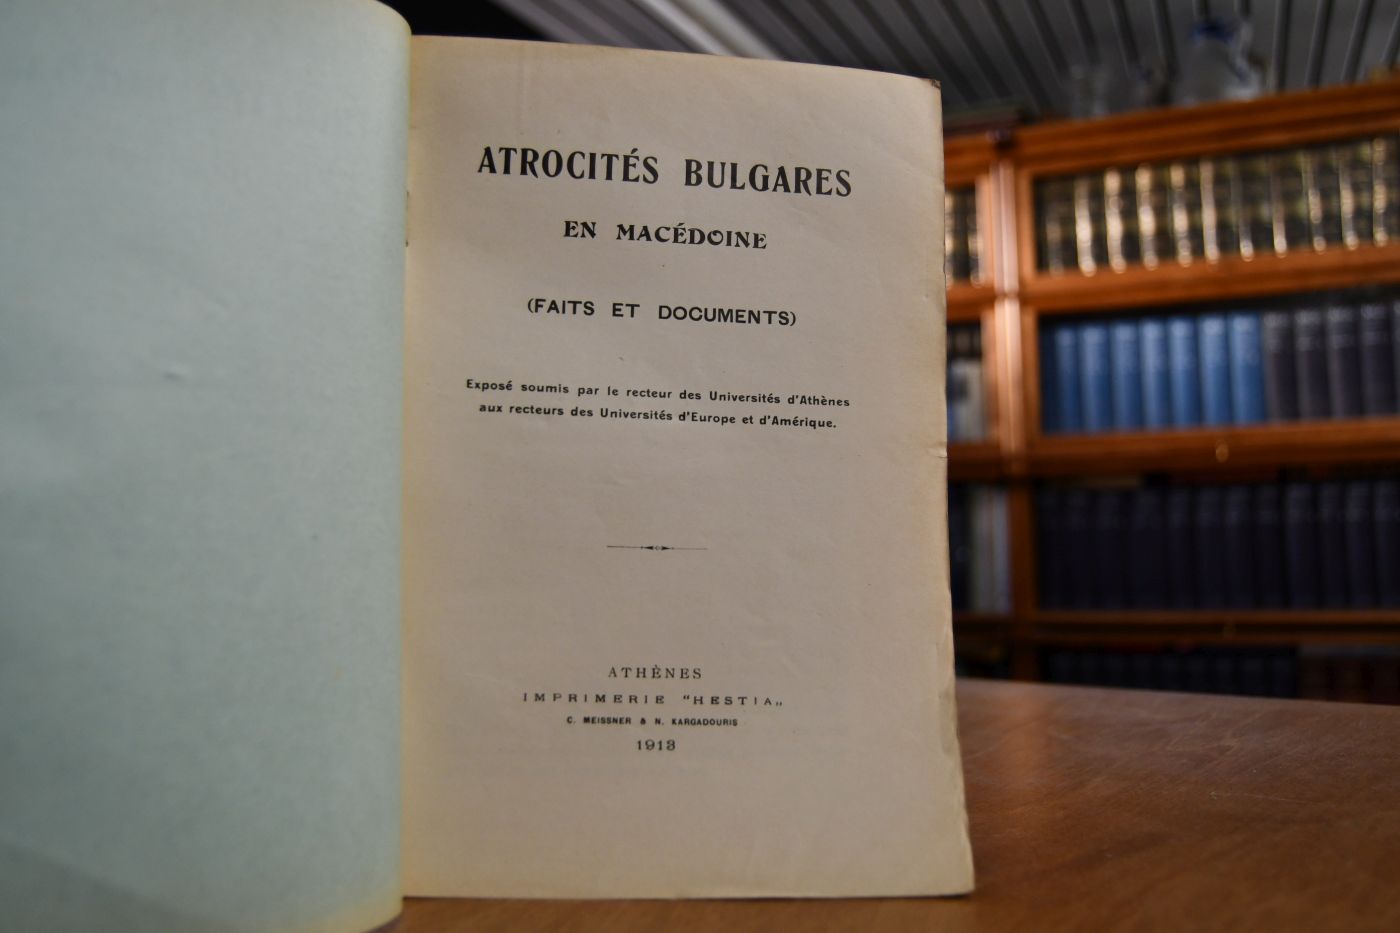 ATROCITÉS BULGARES
EN MACÉDOINE
(FAITS ET DOCUMENTS)
Exposé soumis par le recteur des Universités d'Athènes
aux recteurs des Universités d'Europe et d'Amérique.
ATHÈNES
IMPRIMERIE "HESTIA„
C. MEISSNER & N. KARGADOURIS
1913